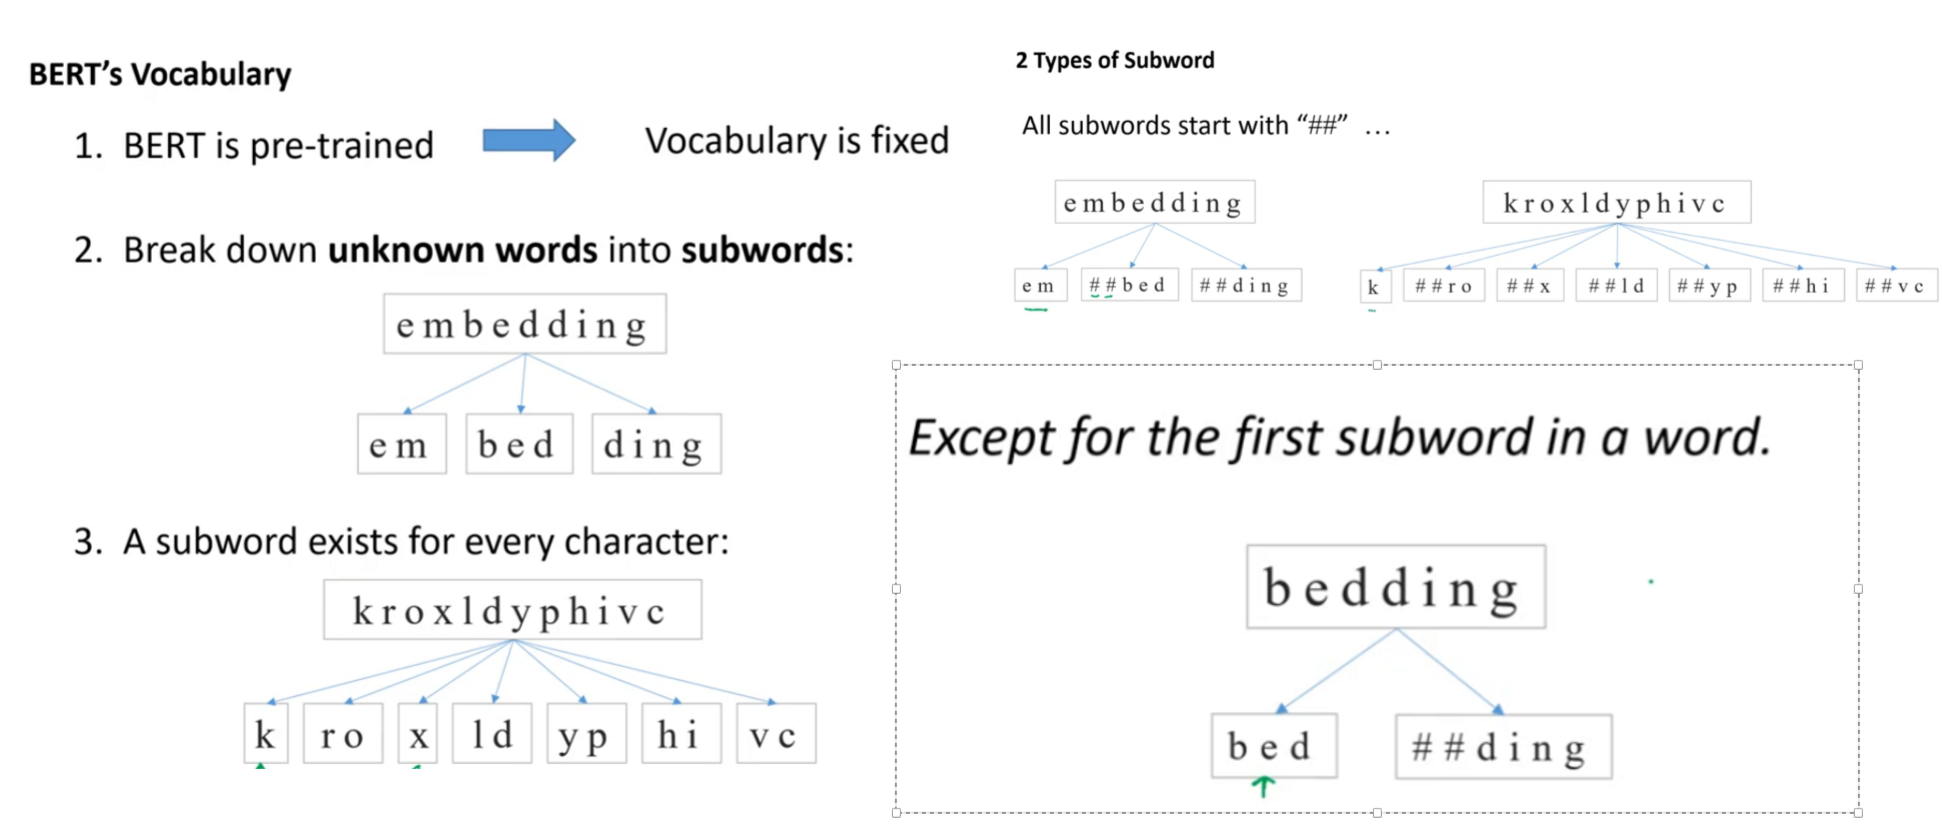 BERT's Vocabulary
1. BERT is pre-trained Vocabulary is fixed
2. Break down unknown words into subwords:
embedding
em bed ding
3. A subword exists for every character:
kroxldyphivc
k ro x ld yp hi vc
2 Types of Subword
All subwords start with “##” ...
embedding kroxldyphivc
em ##bed ##ding k ##ro ##x ##ld ##yp ##hi ##vc
Except for the first subword in a word.
bedding
bed ##ding